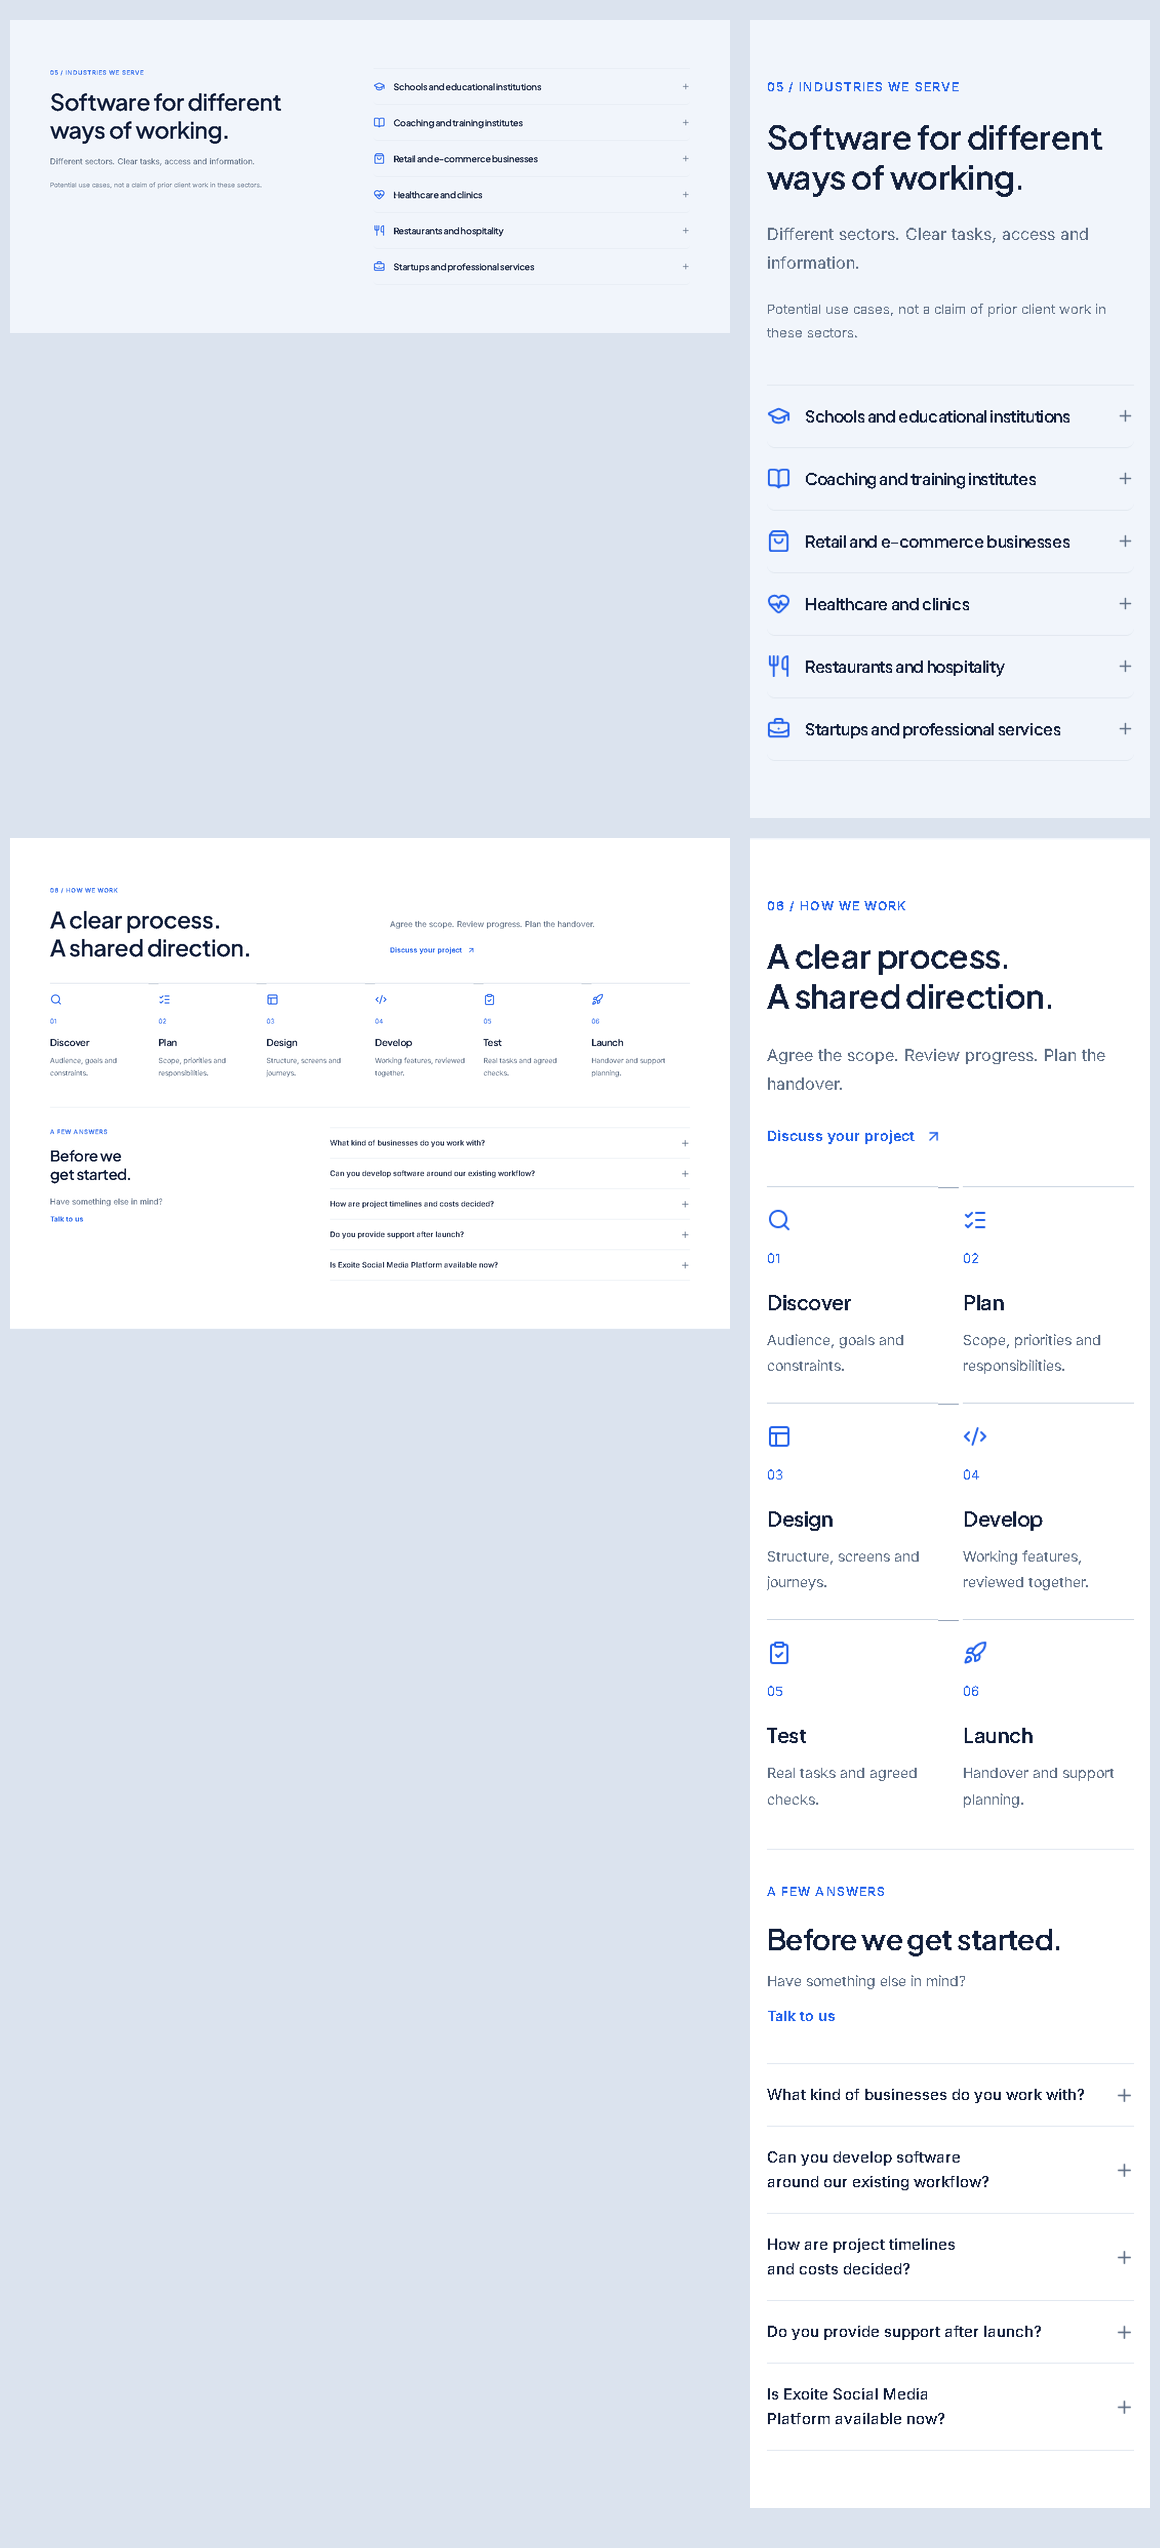 05 / INDUSTRIES WE SERVE
Software for different
ways of working.
Different sectors. Clear tasks, access and information.
Potential use cases, not a claim of prior client work in these sectors.
Schools and educational institutions
Coaching and training institutes
Retail and e-commerce businesses
Healthcare and clinics
Restaurants and hospitality
Startups and professional services
05 / INDUSTRIES WE SERVE
Software for different
ways of working.
Different sectors. Clear tasks, access and
information.
Potential use cases, not a claim of prior client work in
these sectors.
Schools and educational institutions
Coaching and training institutes
Retail and e-commerce businesses
Healthcare and clinics
Restaurants and hospitality
Startups and professional services
06 / HOW WE WORK
A clear process.
A shared direction.
Agree the scope. Review progress. Plan the handover.
Discuss your project
01
Discover
Audience, goals and
constraints.
02
Plan
Scope, priorities and
responsibilities.
03
Design
Structure, screens and
journeys.
04
Develop
Working features, reviewed
together.
05
Test
Real tasks and agreed
checks.
06
Launch
Handover and support
planning.
A FEW ANSWERS
Before we
get started.
Have something else in mind?
Talk to us
What kind of businesses do you work with?
Can you develop software around our existing workflow?
How are project timelines and costs decided?
Do you provide support after launch?
Is Exoite Social Media Platform available now?
06 / HOW WE WORK
A clear process.
A shared direction.
Agree the scope. Review progress. Plan the
handover.
Discuss your project
01
Discover
Audience, goals and
constraints.
02
Plan
Scope, priorities and
responsibilities.
03
Design
Structure, screens and
journeys.
04
Develop
Working features,
reviewed together.
05
Test
Real tasks and agreed
checks.
06
Launch
Handover and support
planning.
A FEW ANSWERS
Before we get started.
Have something else in mind?
Talk to us
What kind of businesses do you work with?
Can you develop software
around our existing workflow?
How are project timelines
and costs decided?
Do you provide support after launch?
Is Exoite Social Media
Platform available now?